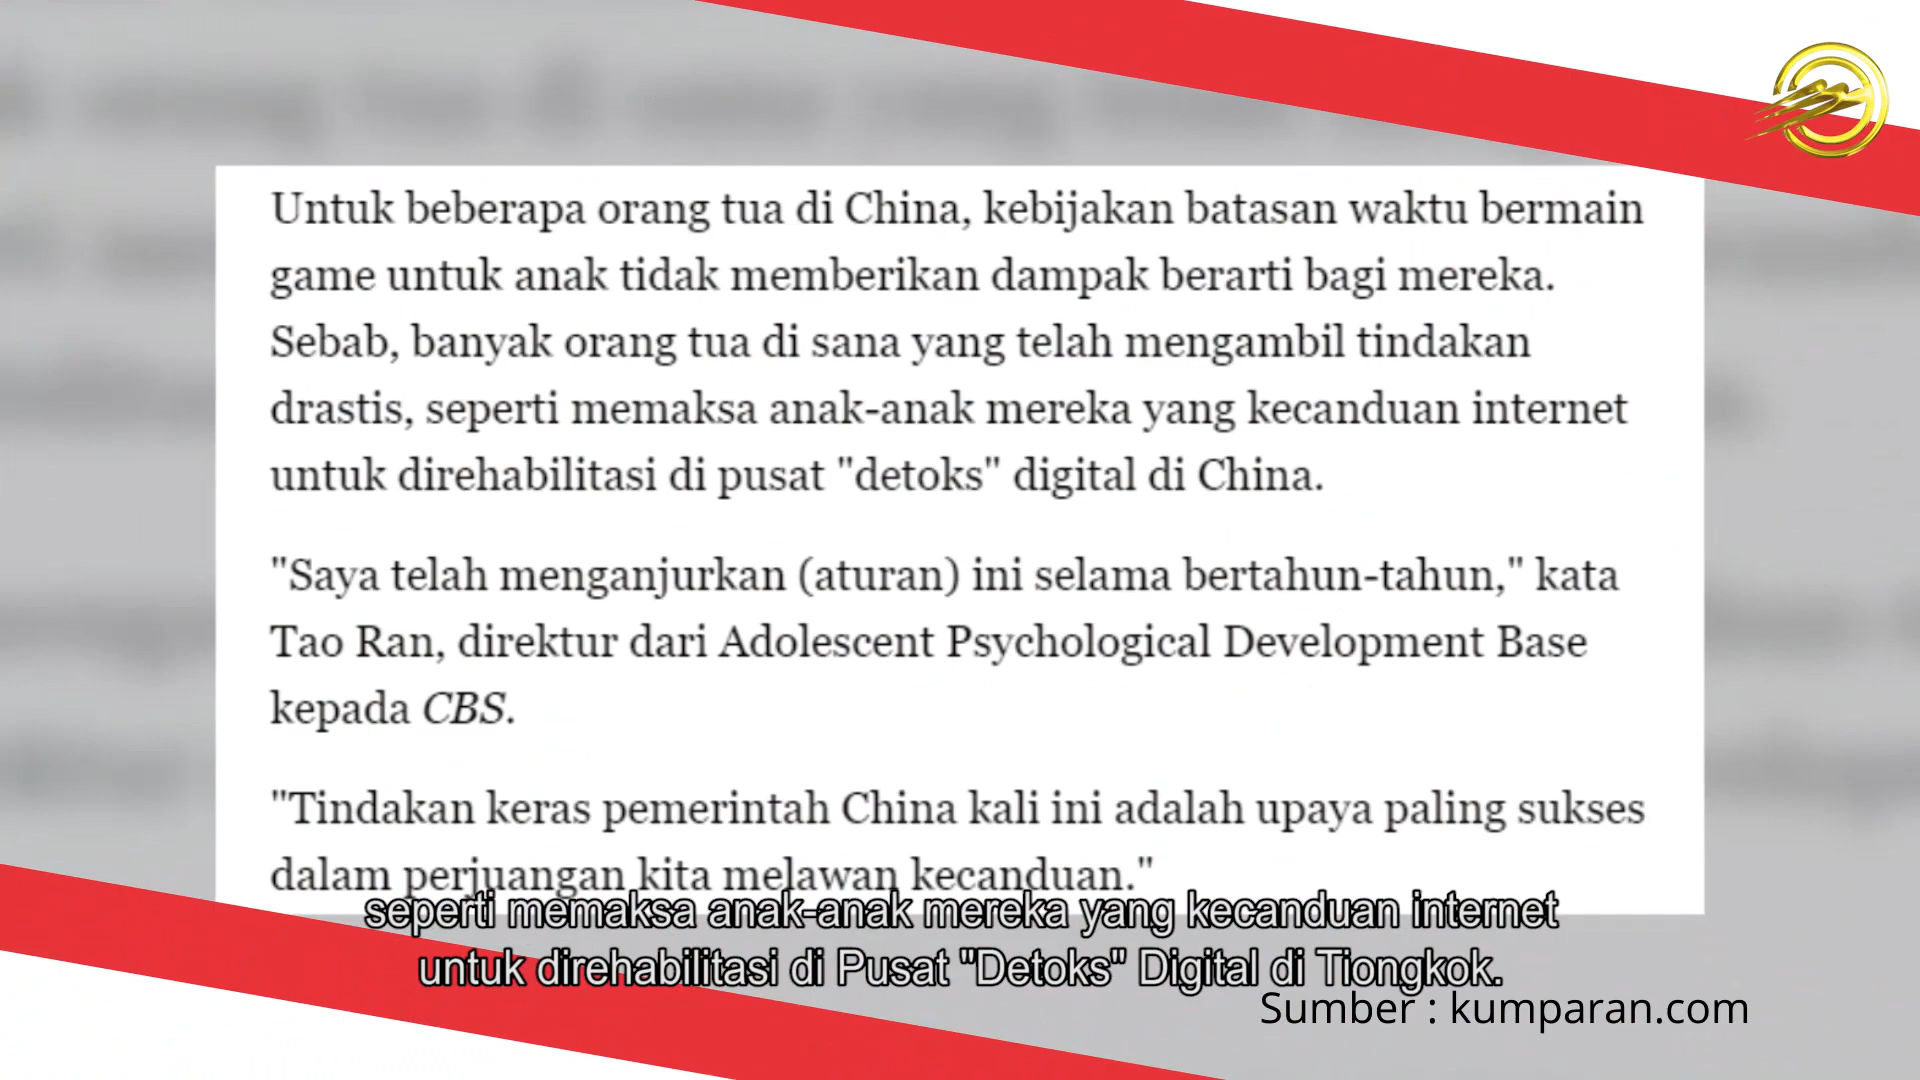 Untuk beberapa orang tua di China, kebijakan batasan waktu bermain
game untuk anak tidak memberikan dampak berarti bagi mereka.
Sebab, banyak orang tua di sana yang telah mengambil tindakan
drastis, seperti memaksa anak-anak mereka yang kecanduan internet
untuk direhabilitasi di pusat "detoks" digital di China.
"Saya telah menganjurkan (aturan) ini selama bertahun-tahun," kata
Tao Ran, direktur dari Adolescent Psychological Development Base
kepada CBS.
"Tindakan keras pemerintah China kali ini adalah upaya paling sukses
dalam perjuangan kita melawan kecanduan."
seperti memaksa anak-anak mereka yang kecanduan internet
untuk direhabilitasi di Pusat "Detoks" Digital di Tiongkok.
Sumber : kumparan.com